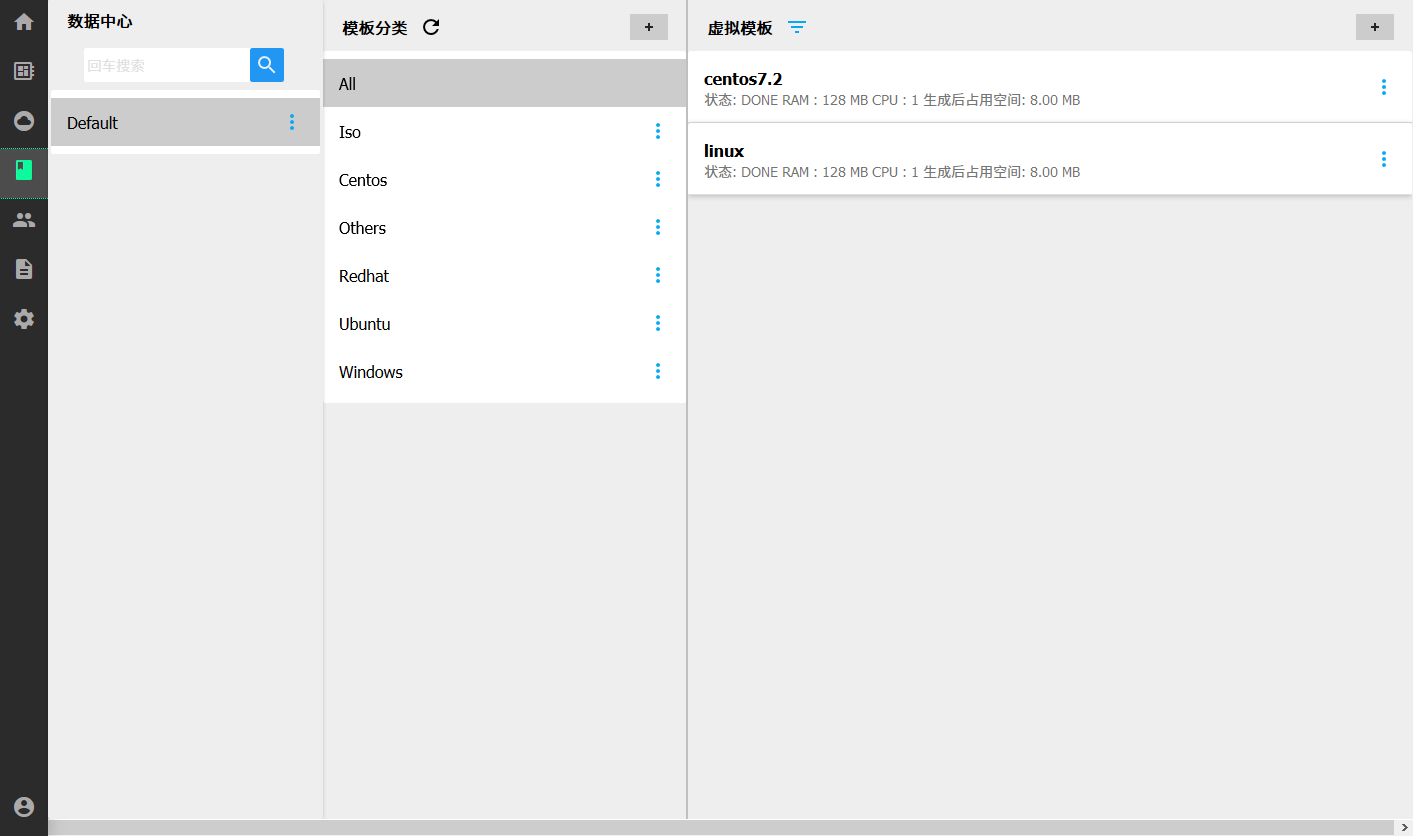 数据中心
回车搜索
Default
模板分类
+
All
Iso
Centos
Others
Redhat
Ubuntu
Windows
虚拟模板
+
centos7.2
状态: DONE RAM : 128 MB CPU : 1 生成后占用空间: 8.00 MB
linux
状态: DONE RAM : 128 MB CPU : 1 生成后占用空间: 8.00 MB